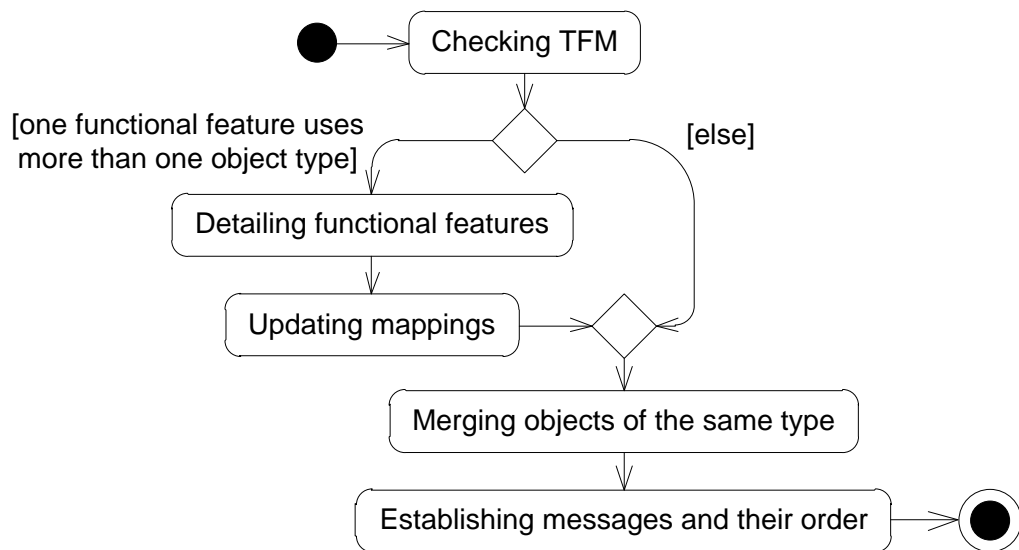 Checking TFM
[one functional feature uses
more than one object type]
[else]
Detailing functional features
Updating mappings
Merging objects of the same type
Establishing messages and their order